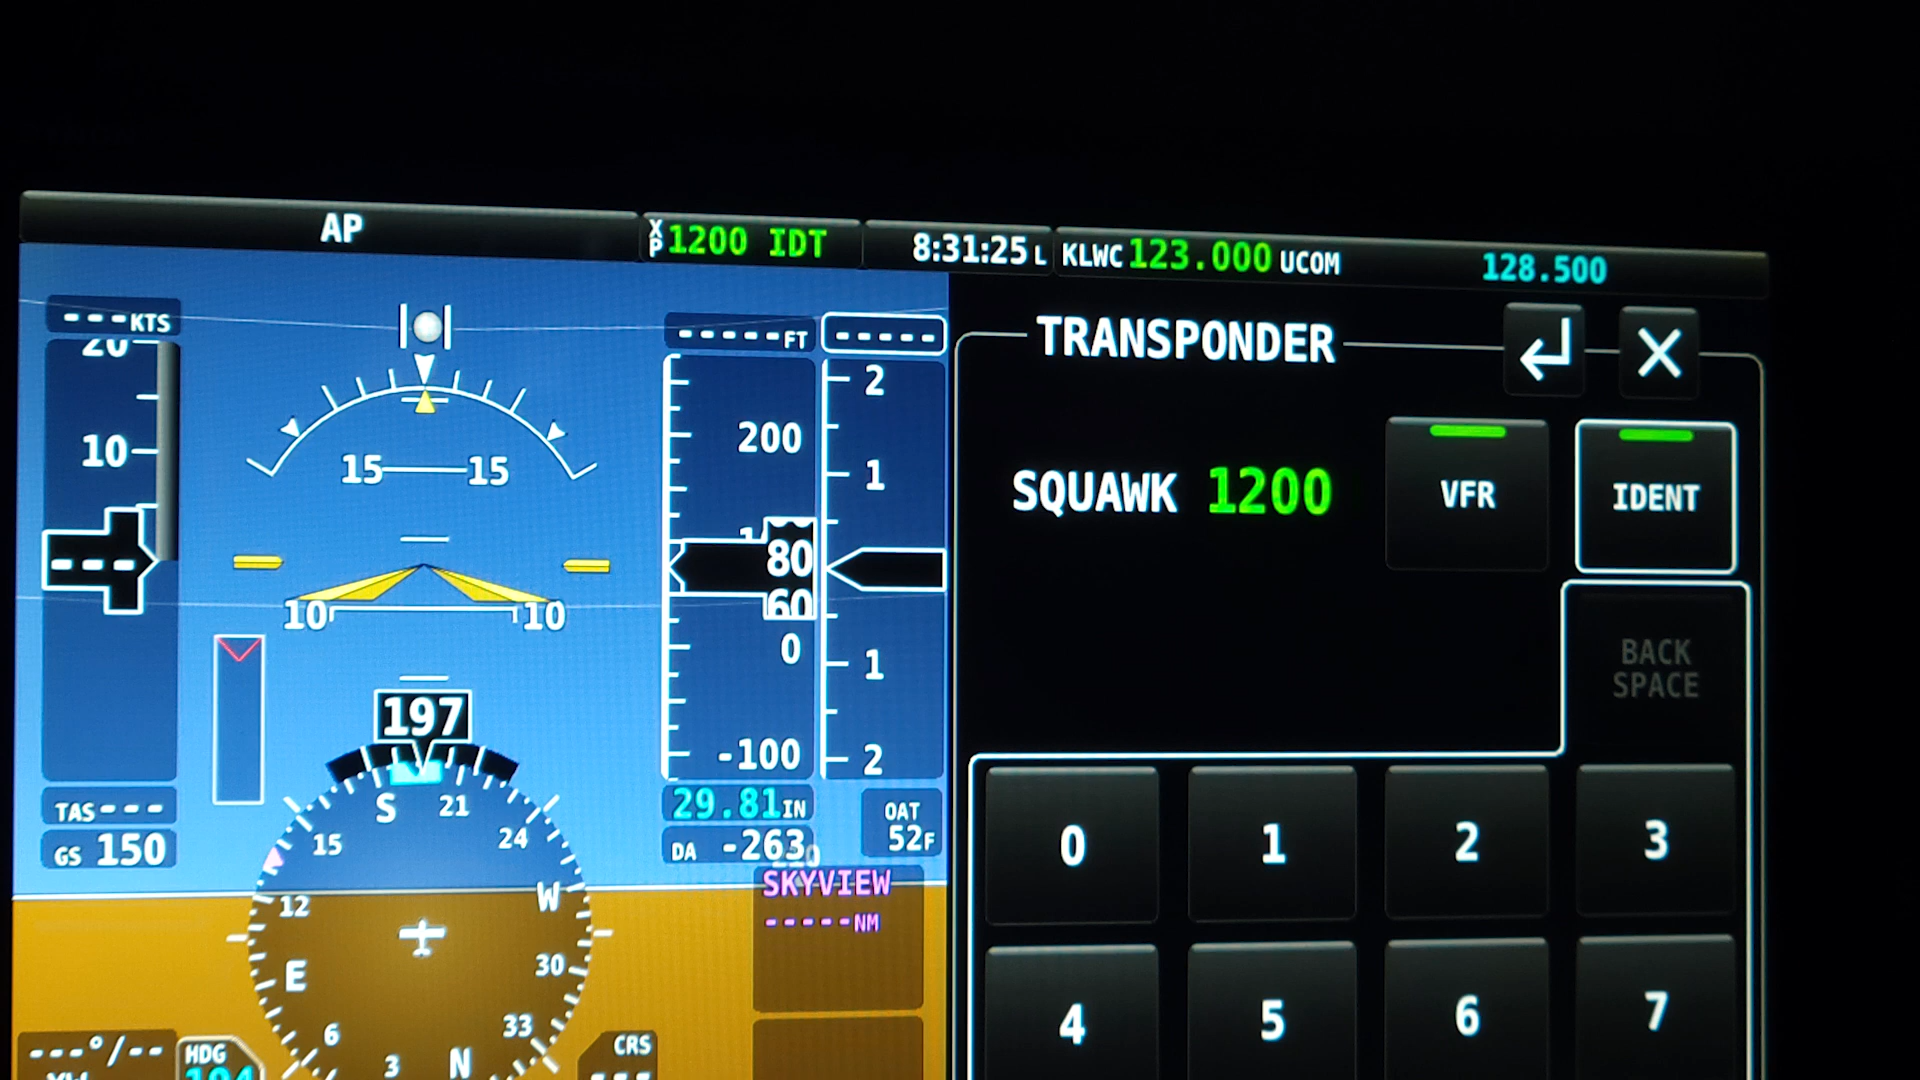 AP
XP 1200 IDT
8:31:25 L
KLWC 123.000 UCOM
128.500
---KTS
20
10
---
TAS---
GS 150
15 15
10 10
197
S 21
15 24
12 W
E 30
6 33
3 N
-----FT
-----
200
80
60
0
-100
2
1
1
2
29.81IN
DA -263
OAT
52F
SKYVIEW
-----NM
---°/--
HDG
CRS
---
TRANSPONDER
SQUAWK 1200
VFR
IDENT
BACK
SPACE
0 1 2 3
4 5 6 7